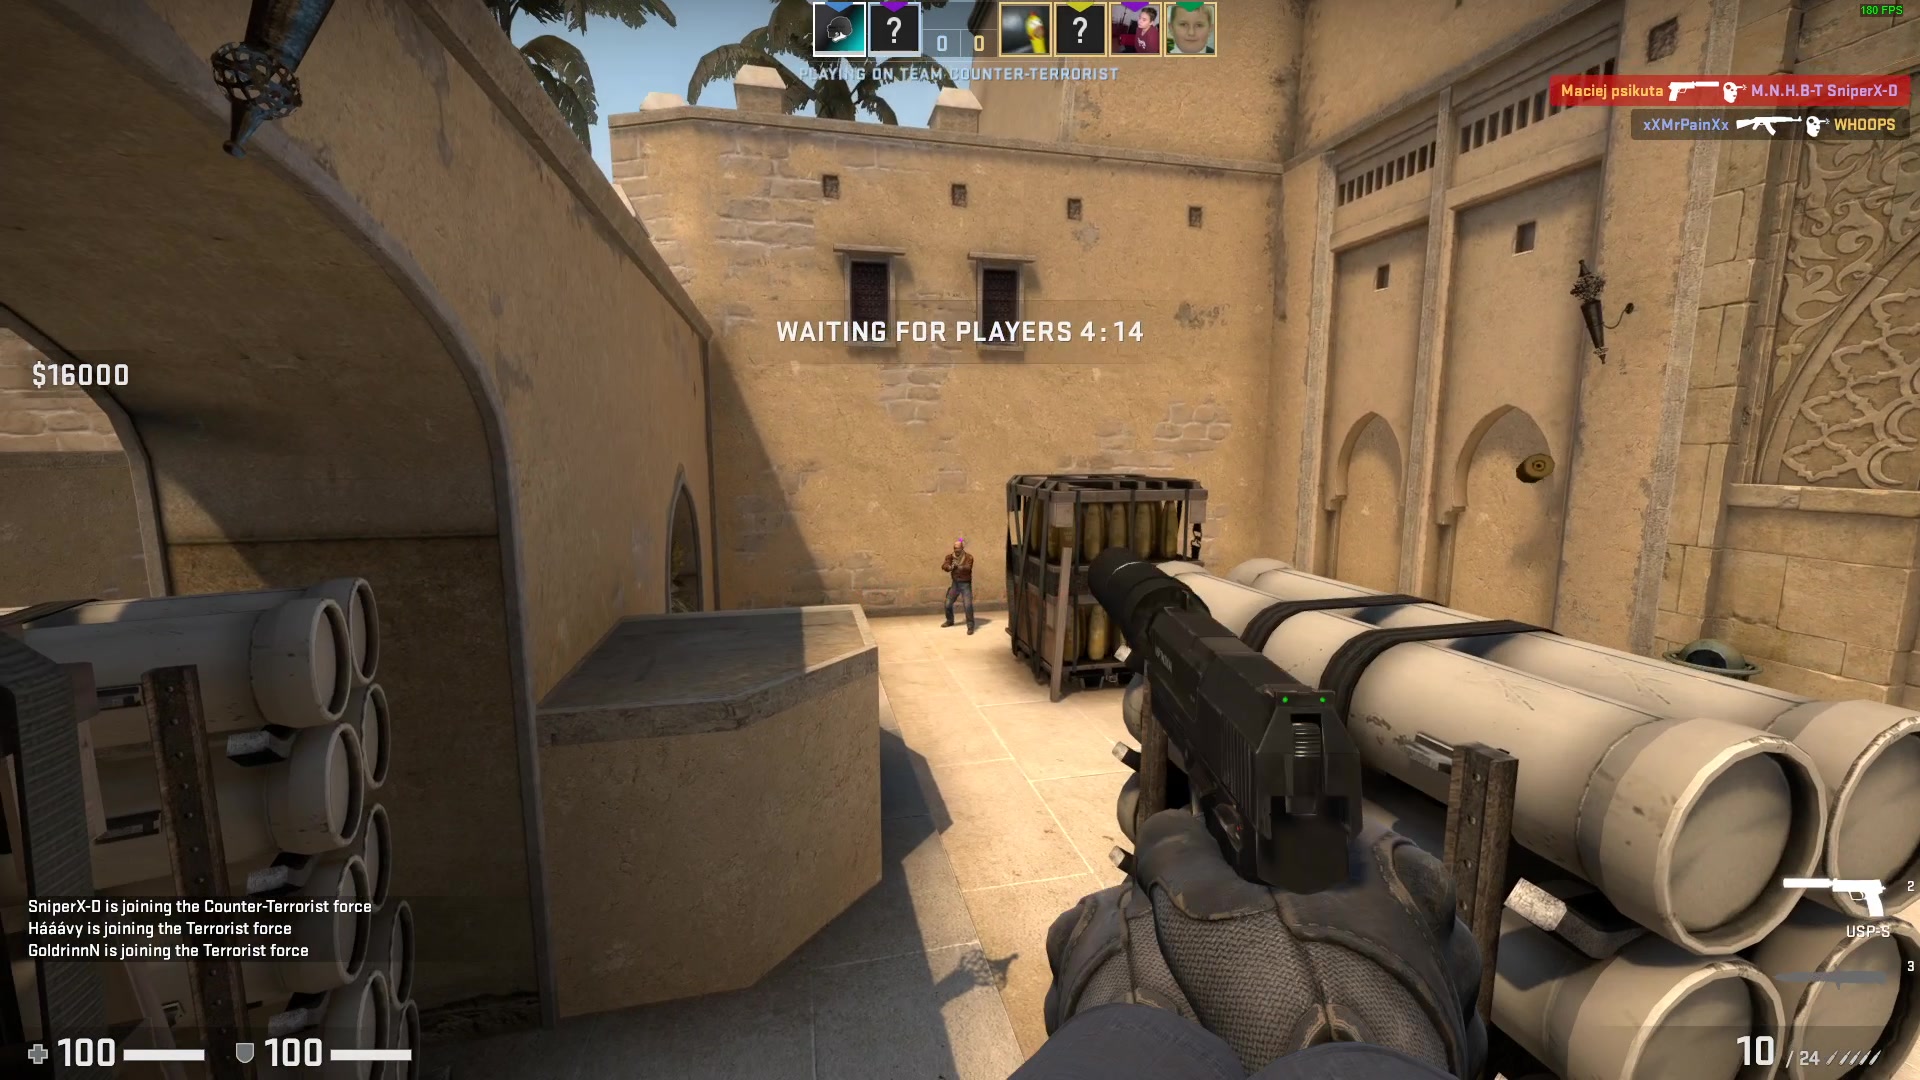 180 FPS
?
0 0
?
PLAYING ON TEAM COUNTER-TERRORIST
Maciej psikuta M.N.H.B-T SniperX-D
xXMrPainXx WHOOPS
WAITING FOR PLAYERS 4:14
$16000
2
USP-S
3
SniperX-D is joining the Counter-Terrorist force
Hááávy is joining the Terrorist force
GoldrinnN is joining the Terrorist force
100 100
10 / 24